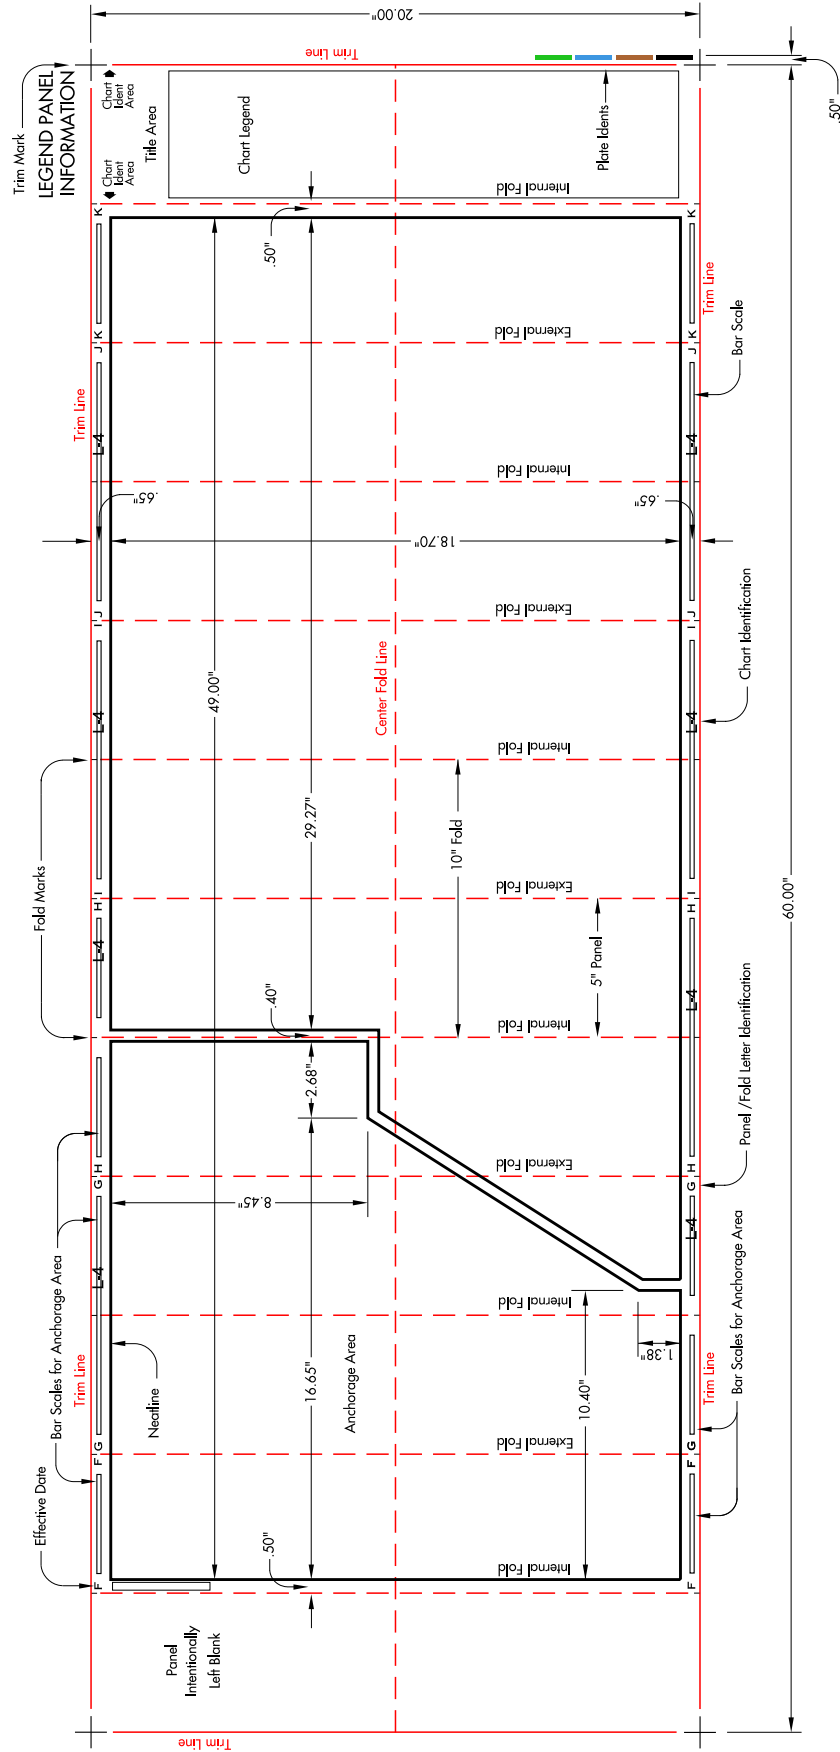 20.00"
Trim Line
Trim Mark
LEGEND PANEL
INFORMATION
Chart
Ident
Area
Chart
Ident
Area
Title Area
Chart Legend
Plate Idents
.50"
Internal Fold
K
K
.50"
Trim Line
Trim Line
External Fold
K
K
J
J
Bar Scale
L-4
L-4
Internal Fold
.65"
.65"
18.70"
External Fold
J
J
I
I
Chart Identification
Center Fold Line
49.00"
L-4
L-4
Internal Fold
Fold Marks
29.27"
10" Fold
External Fold
I
I
H
H
60.00"
L-4
L-4
5" Panel
.40"
Internal Fold
Panel /Fold Letter Identification
2.68"
External Fold
H
H
G
G
8.45"
L-4
L-4
Bar Scales for Anchorage Area
Bar Scales for Anchorage Area
Internal Fold
1.38"
Trim Line
Trim Line
Neatline
16.65"
Anchorage Area
10.40"
External Fold
G
G
F
F
Effective Date
.50"
Internal Fold
F
F
Panel
Intentionally
Left Blank
Trim Line